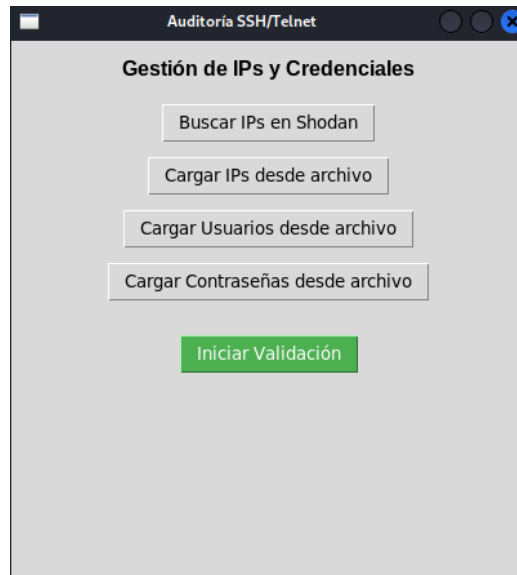 Auditoría SSH/Telnet
Gestión de IPs y Credenciales
Buscar IPs en Shodan
Cargar IPs desde archivo
Cargar Usuarios desde archivo
Cargar Contraseñas desde archivo
Iniciar Validación